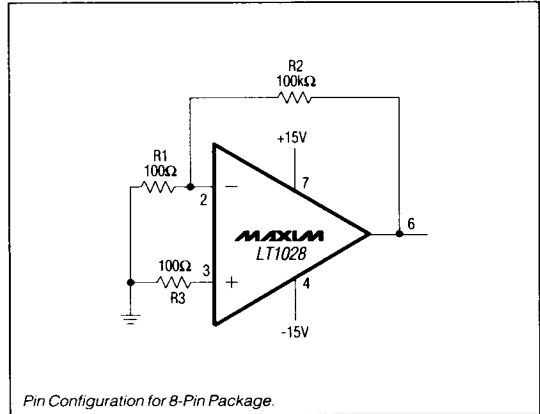 R2
100kΩ
+15V
R1
100Ω
7
2
−
MAXIM
LT1028
6
100Ω
3
+
R3
4
-15V
Pin Configuration for 8-Pin Package.